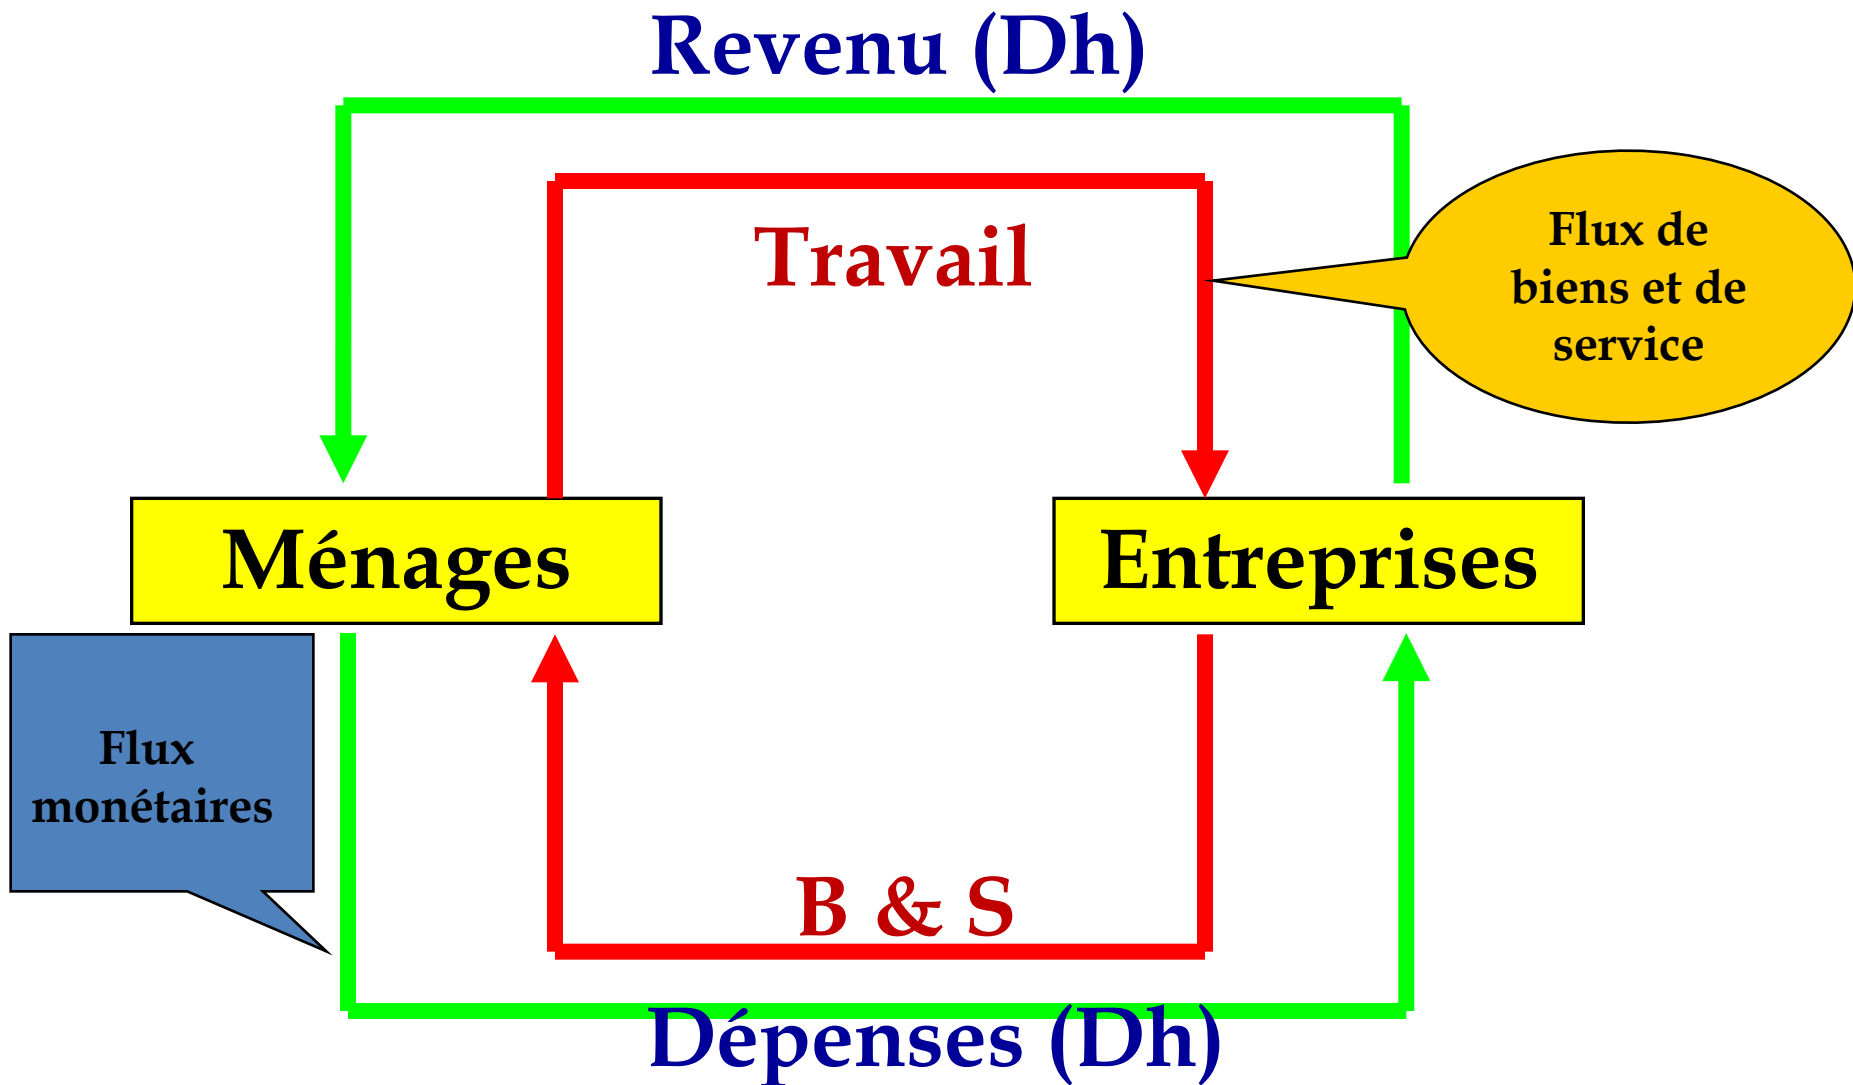 Revenu (Dh)
Travail
Flux de
biens et de
service
Ménages
Entreprises
Flux
monétaires
B & S
Dépenses (Dh)